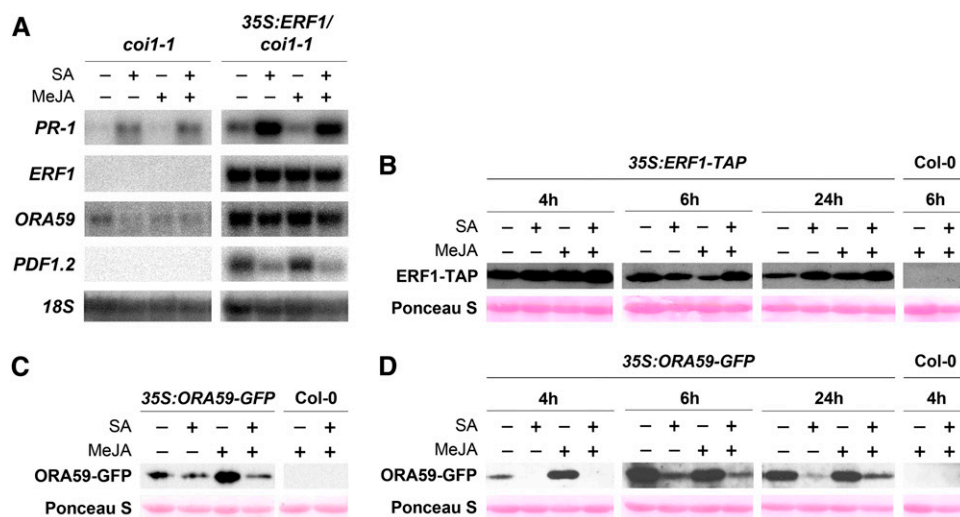 A
coi1-1
35S:ERF1/
coi1-1
SA – + – + – + – +
MeJA – – + + – – + +
PR-1
ERF1
ORA59
PDF1.2
18S
B
35S:ERF1-TAP Col-0
4h 6h 24h 6h
SA – + – + – + – + – + – + – +
MeJA – – + + – – + + – – + + + +
ERF1-TAP
Ponceau S
C
35S:ORA59-GFP Col-0
SA – + – + – +
MeJA – – + + + +
ORA59-GFP
Ponceau S
D
35S:ORA59-GFP Col-0
4h 6h 24h 4h
SA – + – + – + – + – + – + – +
MeJA – – + + – – + + – – + + + +
ORA59-GFP
Ponceau S